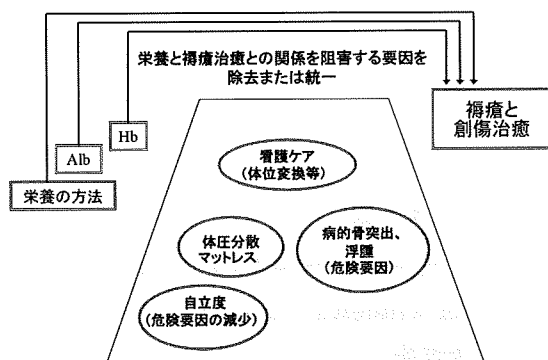 栄養と褥瘡治癒との関係を阻害する要因を
除去または統一
褥瘡と
創傷治癒
Hb
Alb
栄養の方法
看護ケア
(体位変換等)
体圧分散
マットレス
病的骨突出、
浮腫
(危険要因)
自立度
(危険要因の減少)